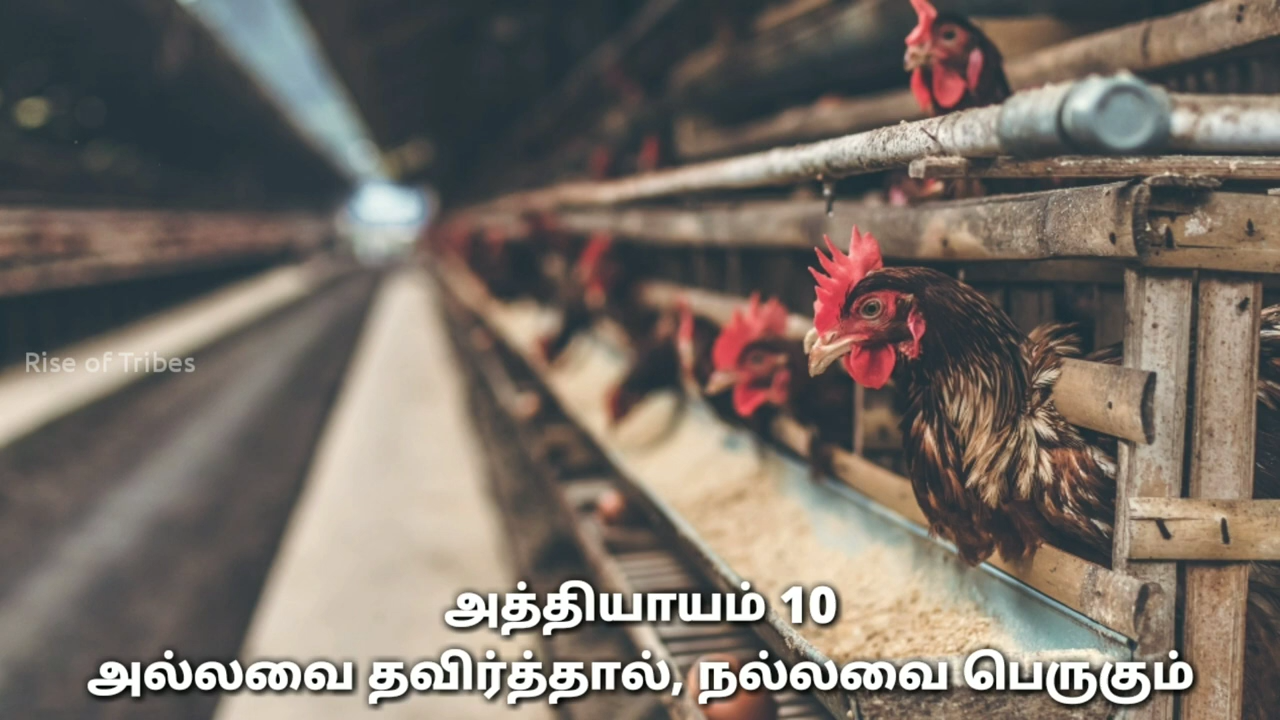 Rise of Tribes
அத்தியாயம் 10
அல்லவை தவிர்த்தால், நல்லவை பெருகும்